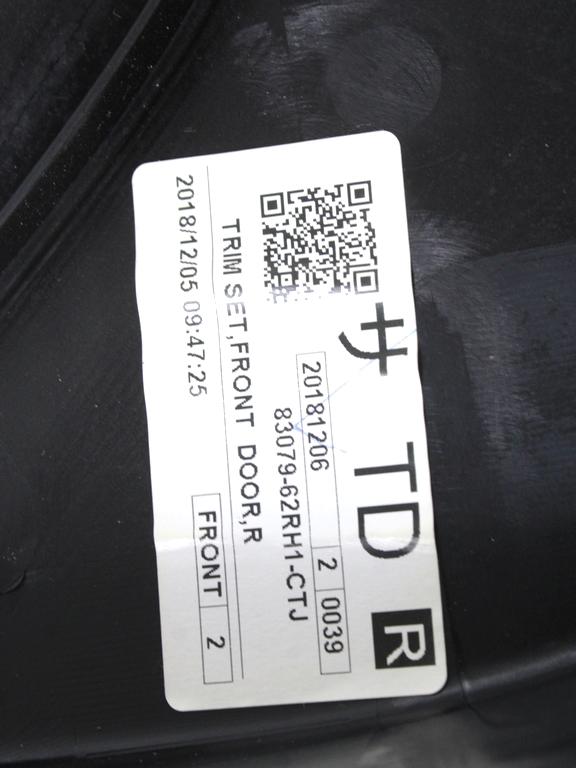 サ TD R
20181206 2 0039
83079-62RH1-CTJ
TRIM SET,FRONT DOOR,R
2018/12/05 09:47:25 FRONT 2